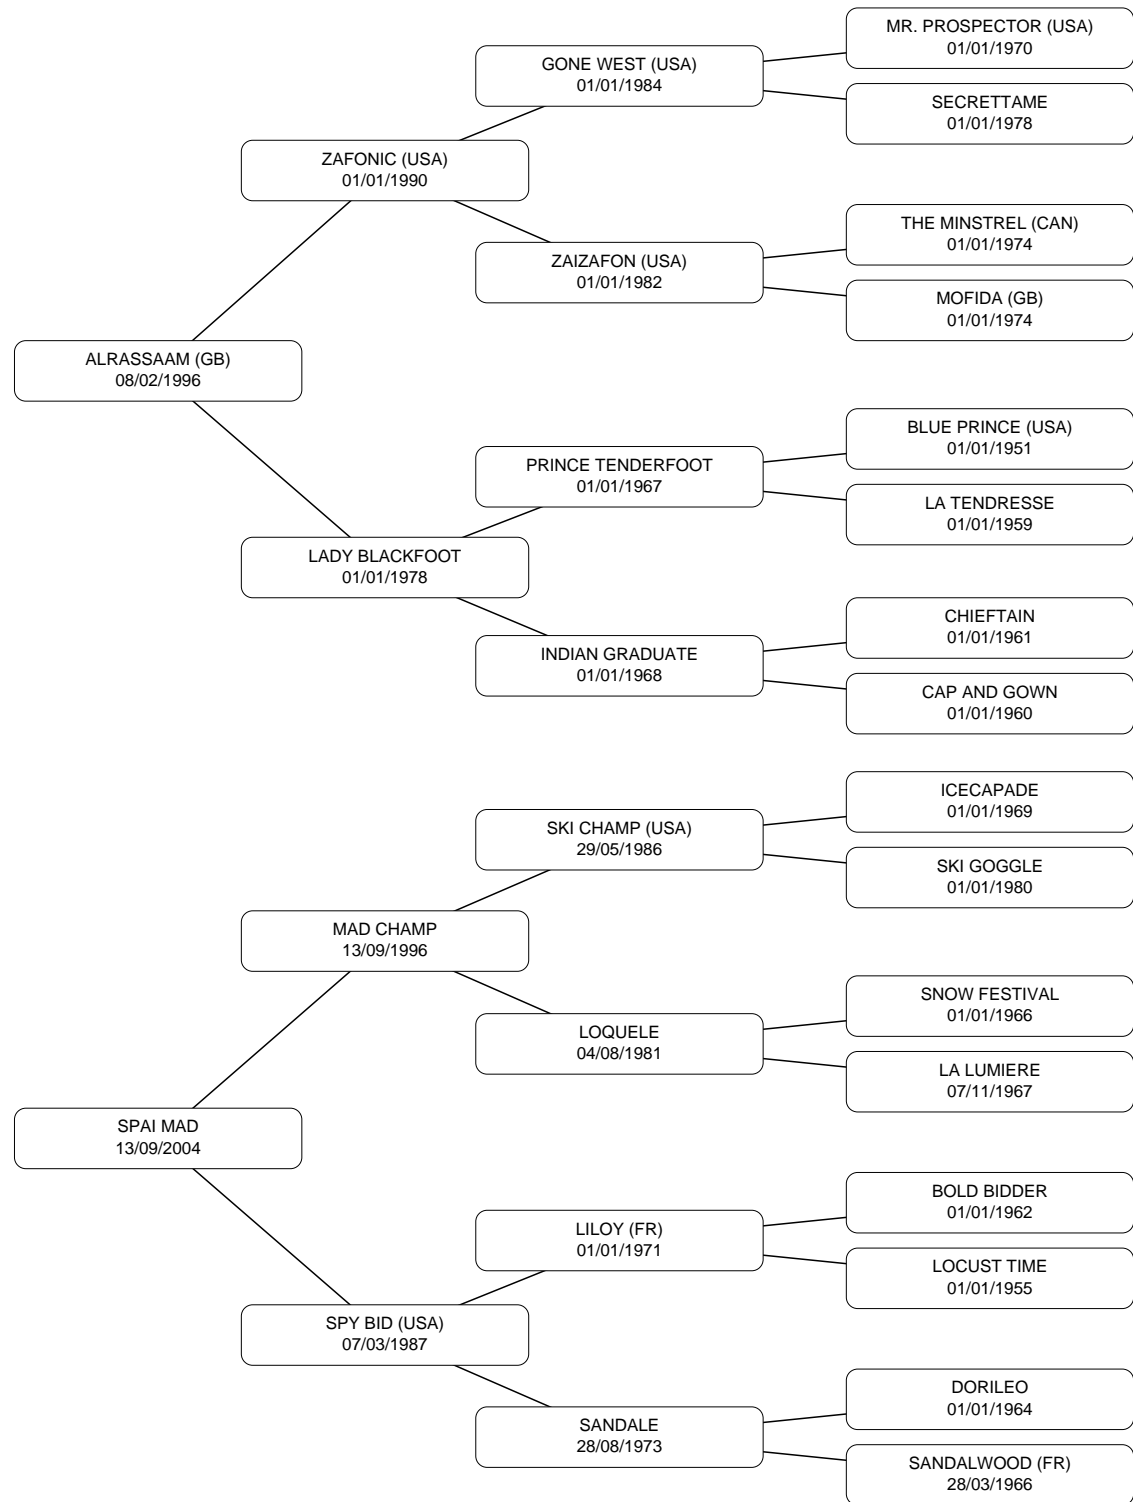 MR. PROSPECTOR (USA)
01/01/1970
GONE WEST (USA)
01/01/1984
SECRETTAME
01/01/1978
ZAFONIC (USA)
01/01/1990
THE MINSTREL (CAN)
01/01/1974
ZAIZAFON (USA)
01/01/1982
MOFIDA (GB)
01/01/1974
ALRASSAAM (GB)
08/02/1996
BLUE PRINCE (USA)
01/01/1951
PRINCE TENDERFOOT
01/01/1967
LA TENDRESSE
01/01/1959
LADY BLACKFOOT
01/01/1978
CHIEFTAIN
01/01/1961
INDIAN GRADUATE
01/01/1968
CAP AND GOWN
01/01/1960
ICECAPADE
01/01/1969
SKI CHAMP (USA)
29/05/1986
SKI GOGGLE
01/01/1980
MAD CHAMP
13/09/1996
SNOW FESTIVAL
01/01/1966
LOQUELE
04/08/1981
LA LUMIERE
07/11/1967
SPAI MAD
13/09/2004
BOLD BIDDER
01/01/1962
LILOY (FR)
01/01/1971
LOCUST TIME
01/01/1955
SPY BID (USA)
07/03/1987
DORILEO
01/01/1964
SANDALE
28/08/1973
SANDALWOOD (FR)
28/03/1966